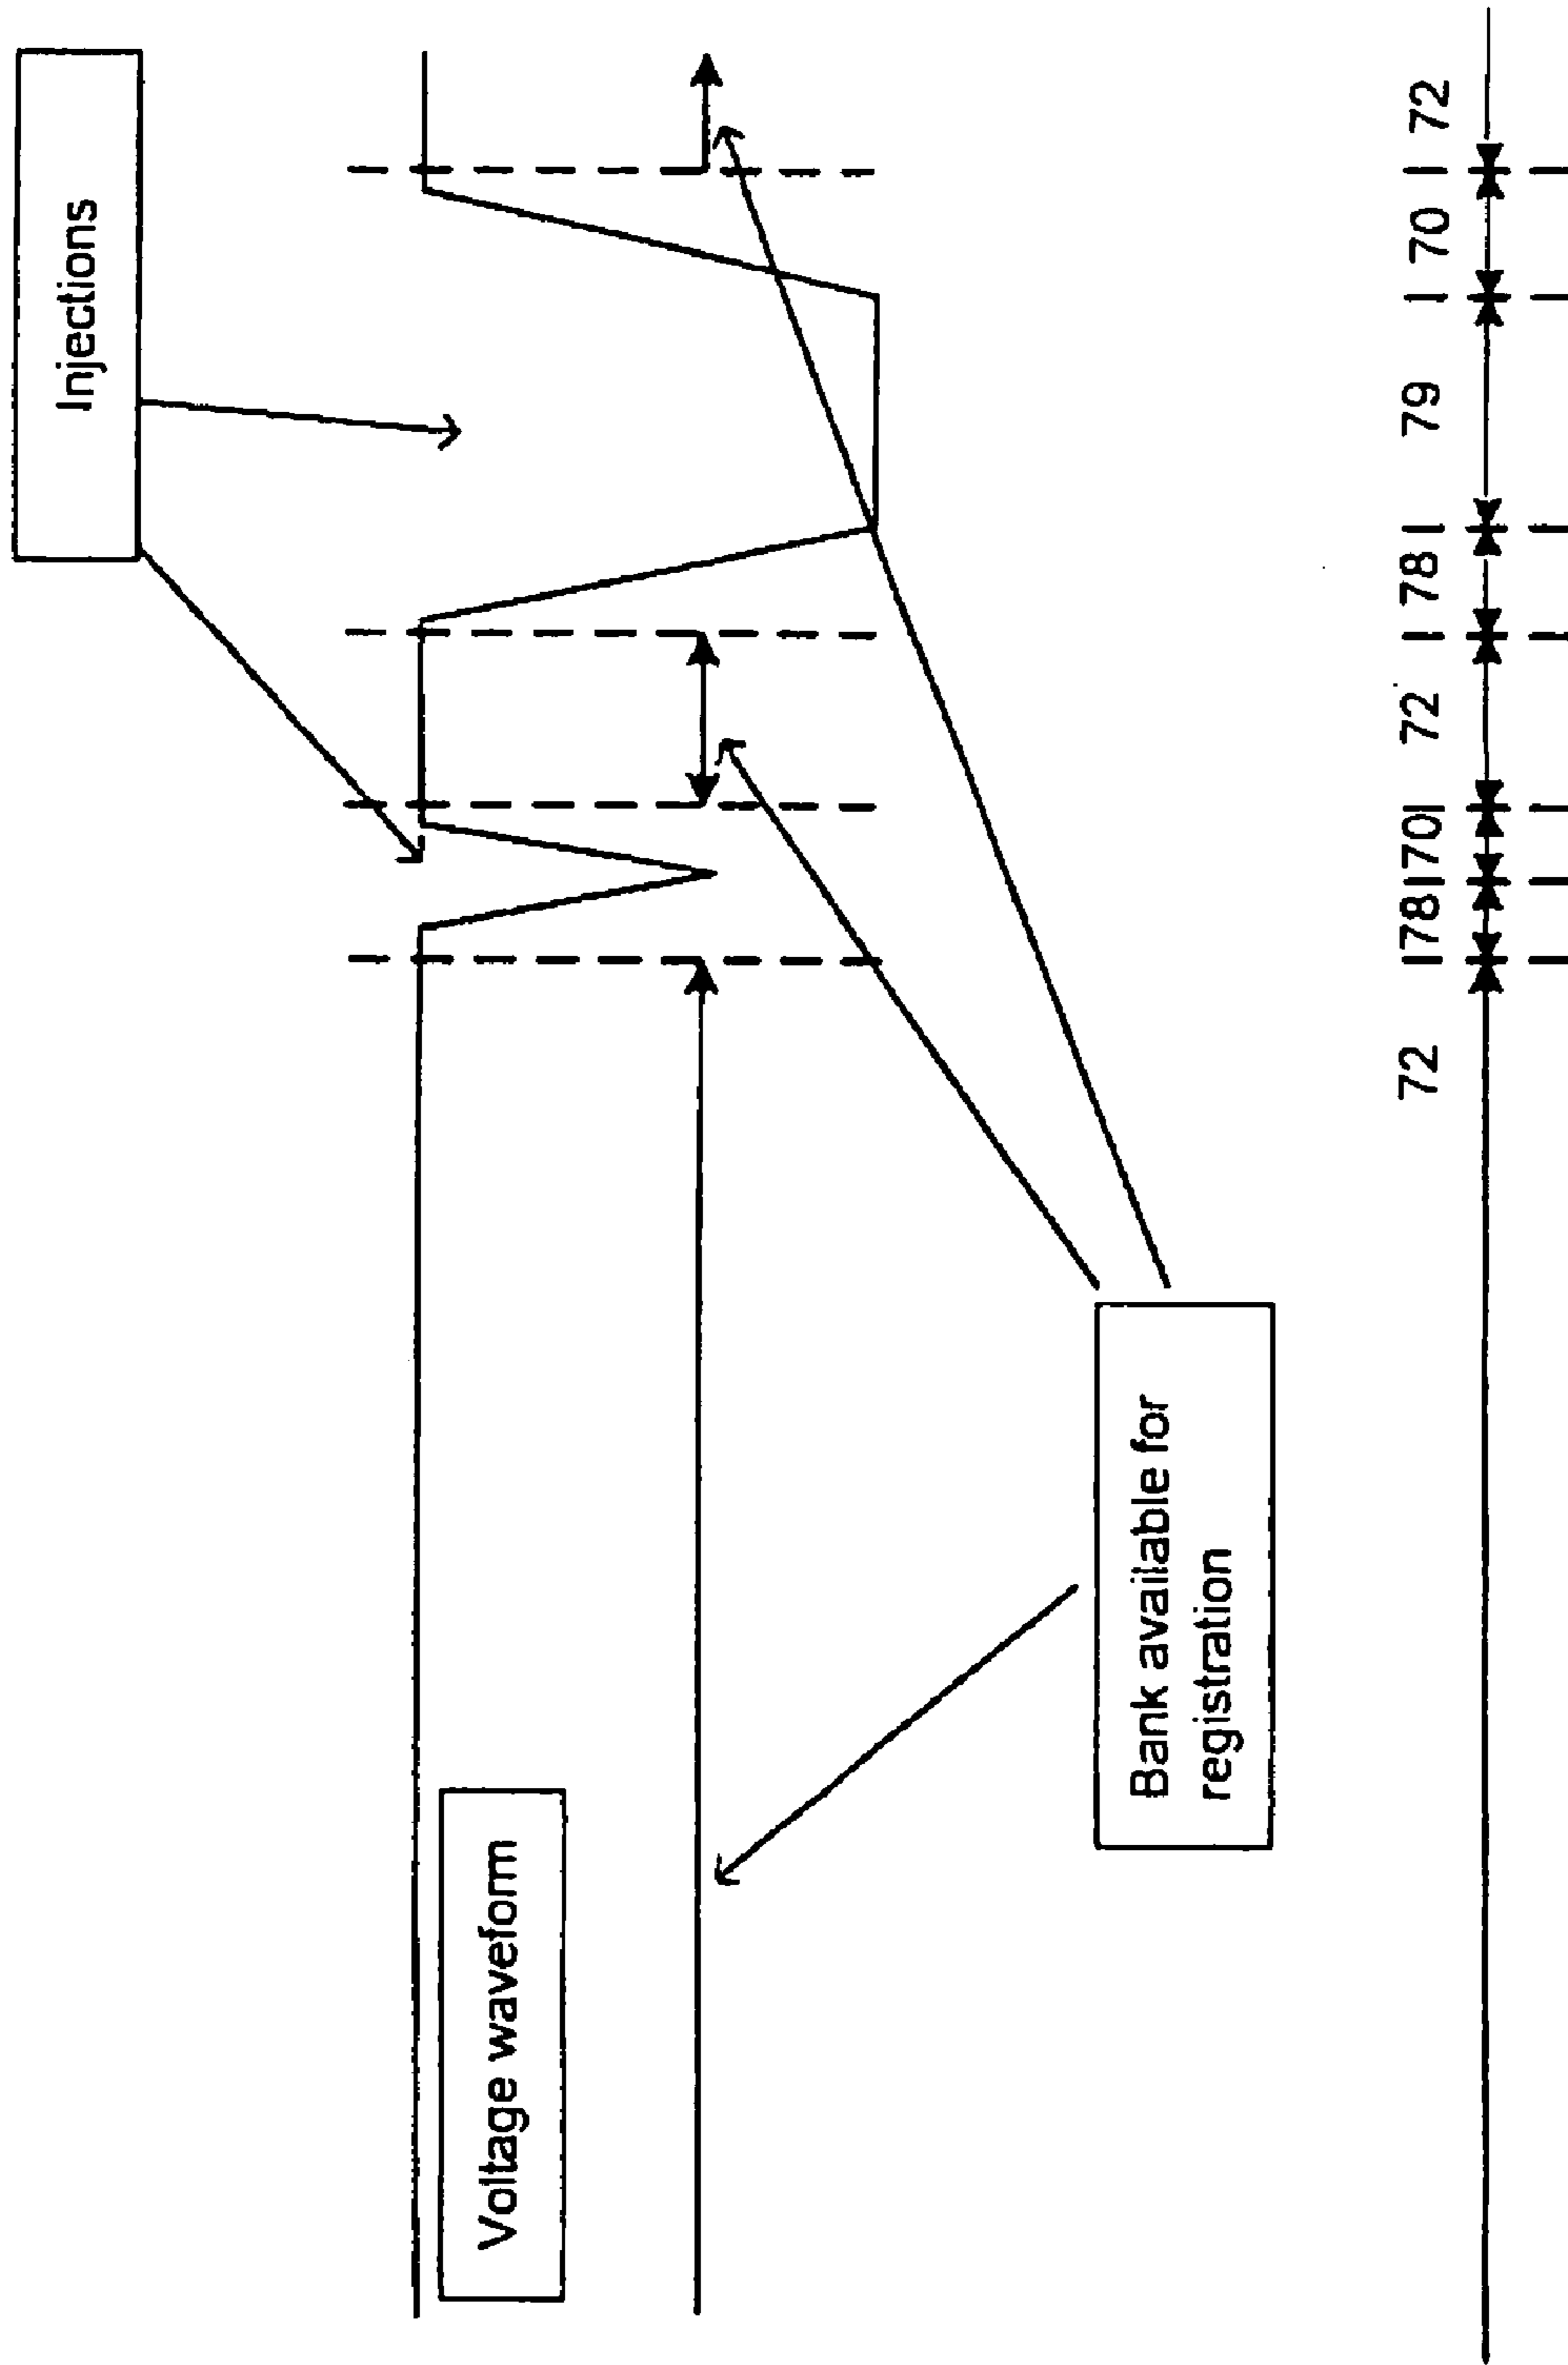 Injections
Voltage waveform
Bank available for
registration
72 78 70 72 78 79 70 72